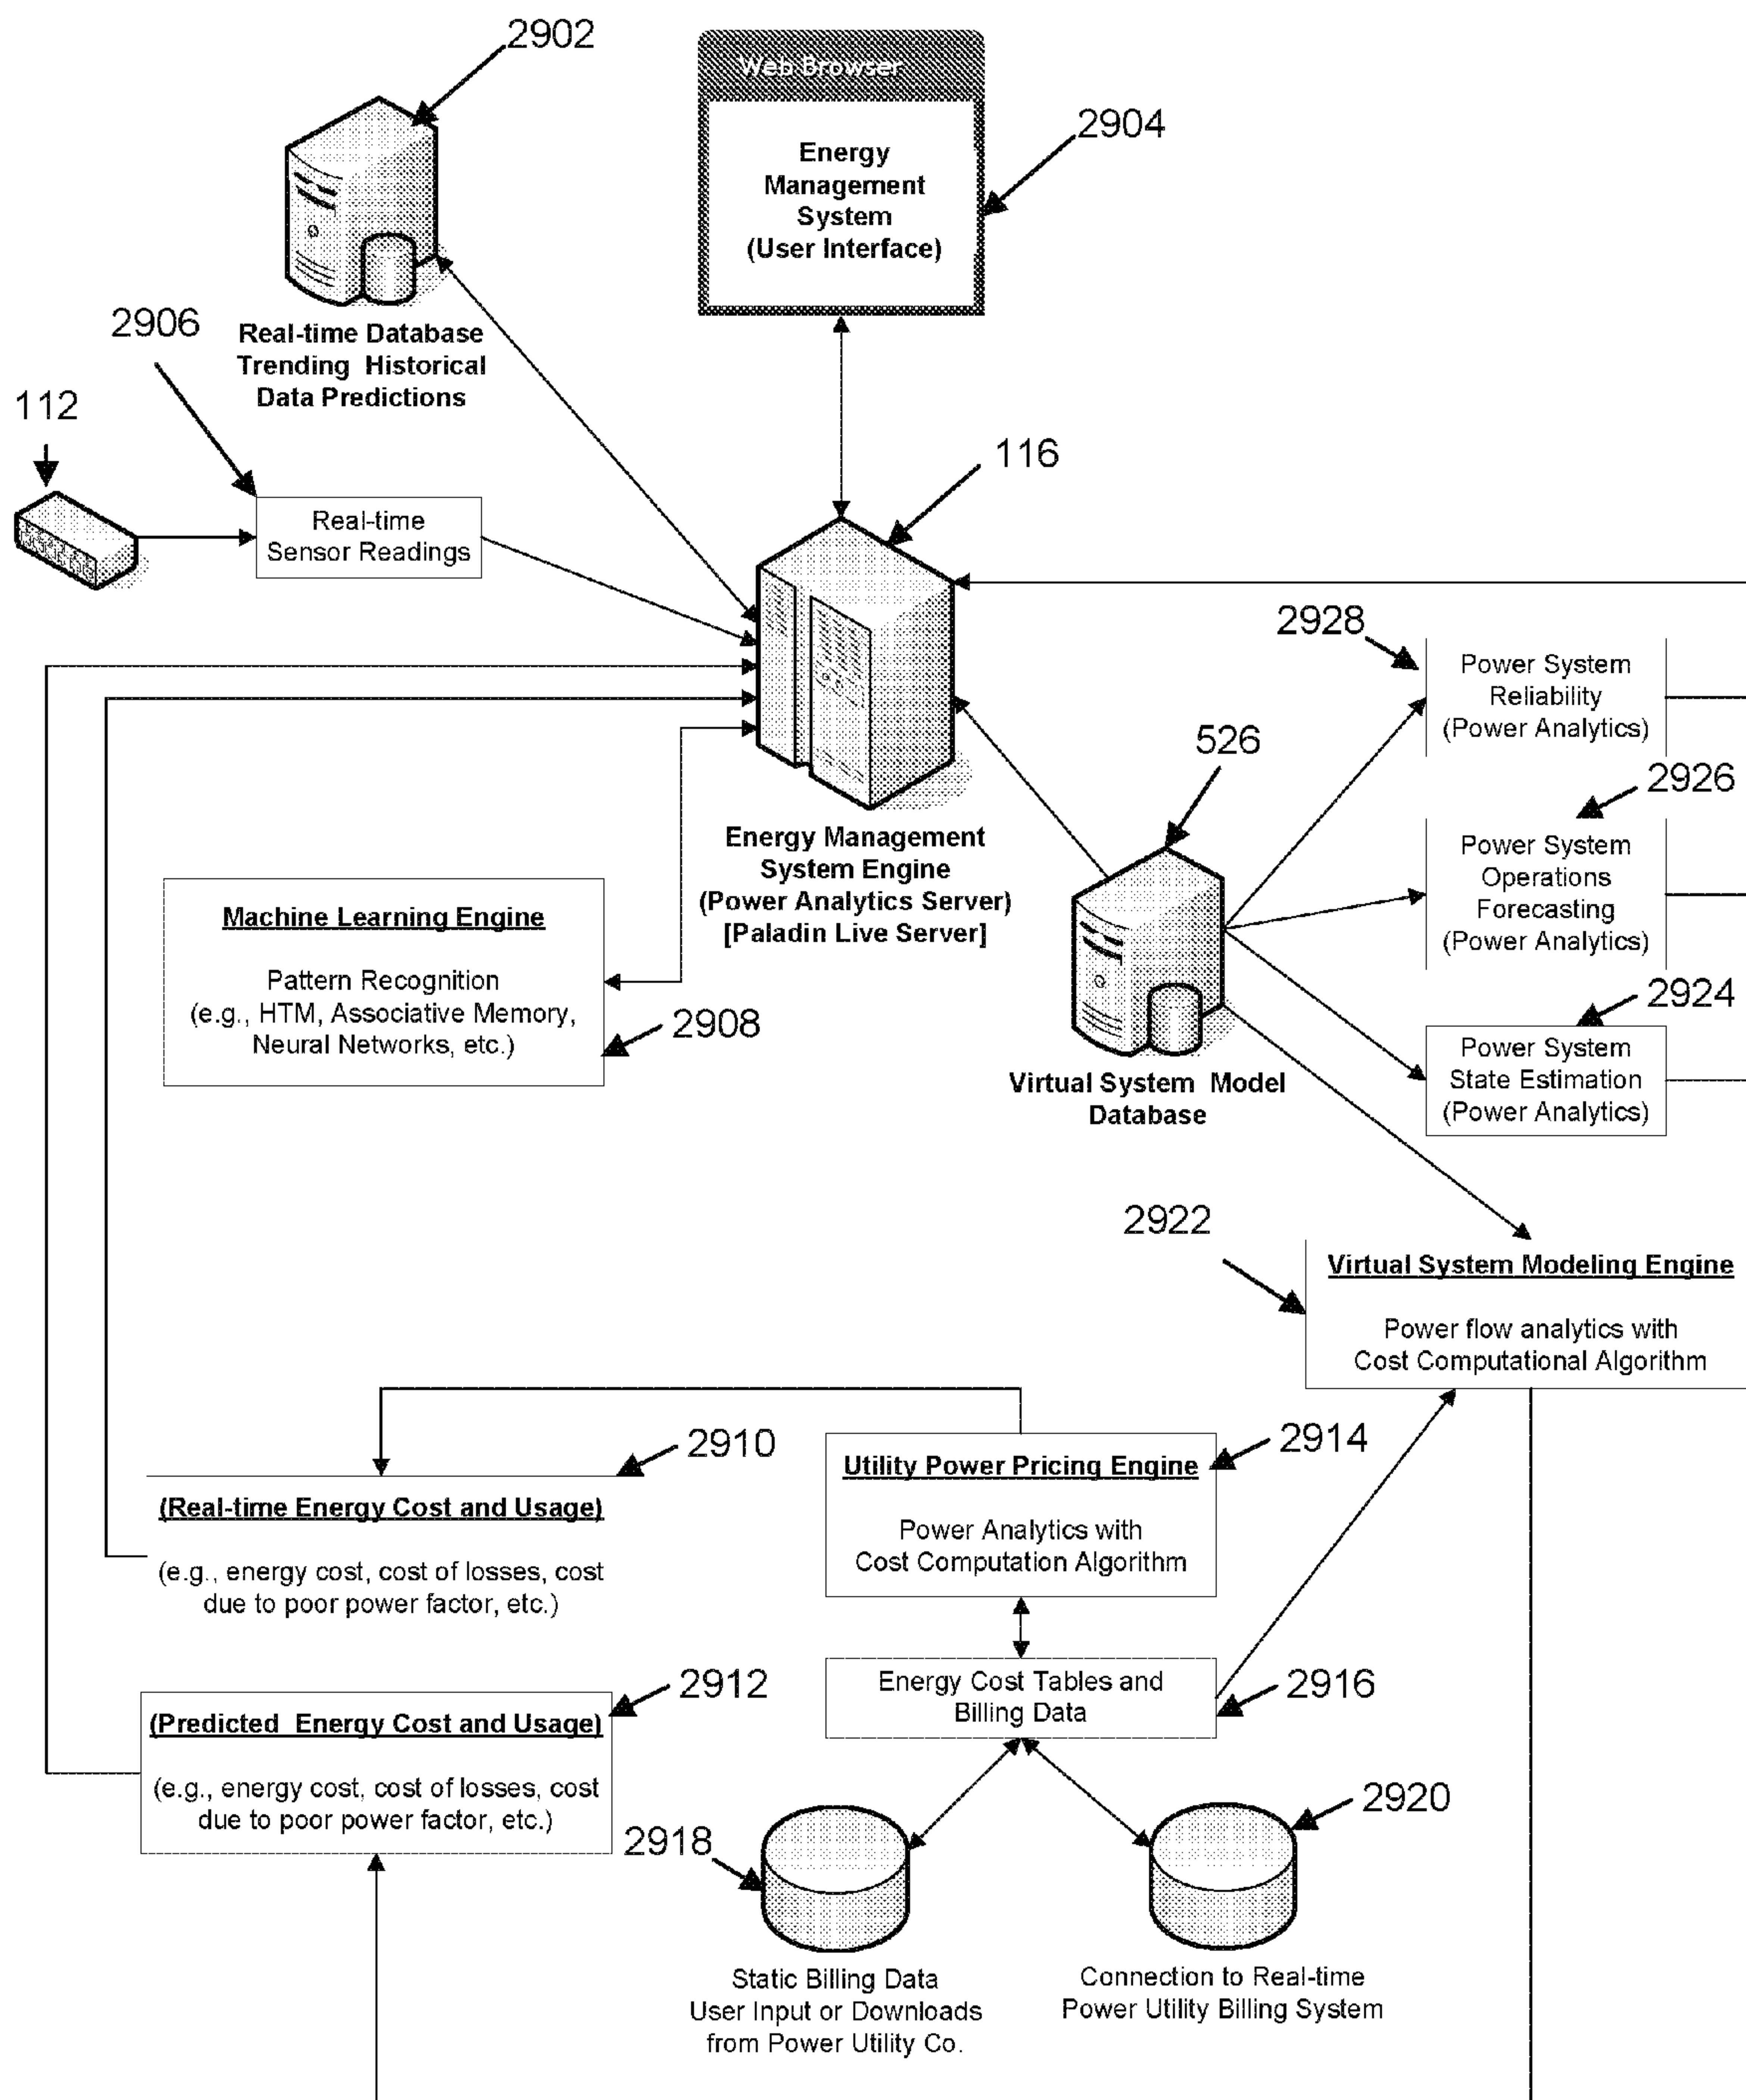 2902
Web Browser
2904
Energy
Management
System
(User Interface)
2906
Real-time Database
Trending Historical
Data Predictions
112
116
Real-time
Sensor Readings
2928
Power System
Reliability
(Power Analytics)
526
2926
Power System
Operations
Forecasting
(Power Analytics)
Energy Management
System Engine
(Power Analytics Server)
[Paladin Live Server]
Machine Learning Engine
Pattern Recognition
(e.g., HTM, Associative Memory,
Neural Networks, etc.)
2908
2924
Power System
State Estimation
(Power Analytics)
Virtual System Model
Database
2922
Virtual System Modeling Engine
Power flow analytics with
Cost Computational Algorithm
2910
(Real-time Energy Cost and Usage)
(e.g., energy cost, cost of losses, cost
due to poor power factor, etc.)
2914
Utility Power Pricing Engine
Power Analytics with
Cost Computation Algorithm
2912
(Predicted Energy Cost and Usage)
(e.g., energy cost, cost of losses, cost
due to poor power factor, etc.)
Energy Cost Tables and
Billing Data
2916
2918
2920
Static Billing Data
User Input or Downloads
from Power Utility Co.
Connection to Real-time
Power Utility Billing System